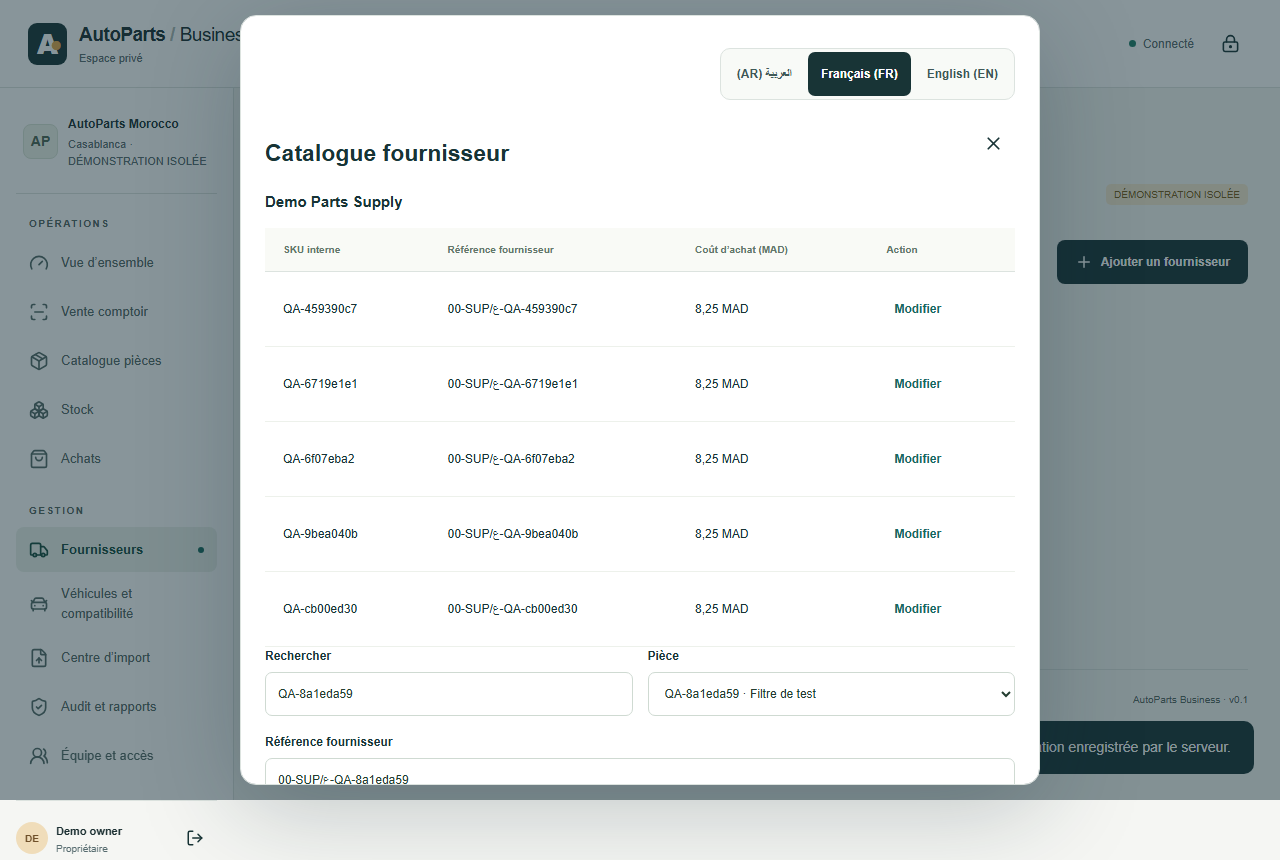 AutoParts / Busines
Espace privé
Connecté
العربية (AR)
Français (FR)
English (EN)
AP
AutoParts Morocco
Casablanca ·
DÉMONSTRATION ISOLÉE
OPÉRATIONS
Vue d'ensemble
Vente comptoir
Catalogue pièces
Stock
Achats
GESTION
Fournisseurs
Véhicules et
compatibilité
Centre d'import
Audit et rapports
Équipe et accès
DE
Demo owner
Propriétaire
DÉMONSTRATION ISOLÉE
Ajouter un fournisseur
Catalogue fournisseur
Demo Parts Supply
SKU interne Référence fournisseur Coût d'achat (MAD) Action
QA-459390c7 00-SUP/ع-QA-459390c7 8,25 MAD Modifier
QA-6719e1e1 00-SUP/ع-QA-6719e1e1 8,25 MAD Modifier
QA-6f07eba2 00-SUP/ع-QA-6f07eba2 8,25 MAD Modifier
QA-9bea040b 00-SUP/ع-QA-9bea040b 8,25 MAD Modifier
QA-cb00ed30 00-SUP/ع-QA-cb00ed30 8,25 MAD Modifier
Rechercher
QA-8a1eda59
Pièce
QA-8a1eda59 · Filtre de test
Référence fournisseur
00-SUP/ع-QA-8a1eda59
AutoParts Business · v0.1
ation enregistrée par le serveur.